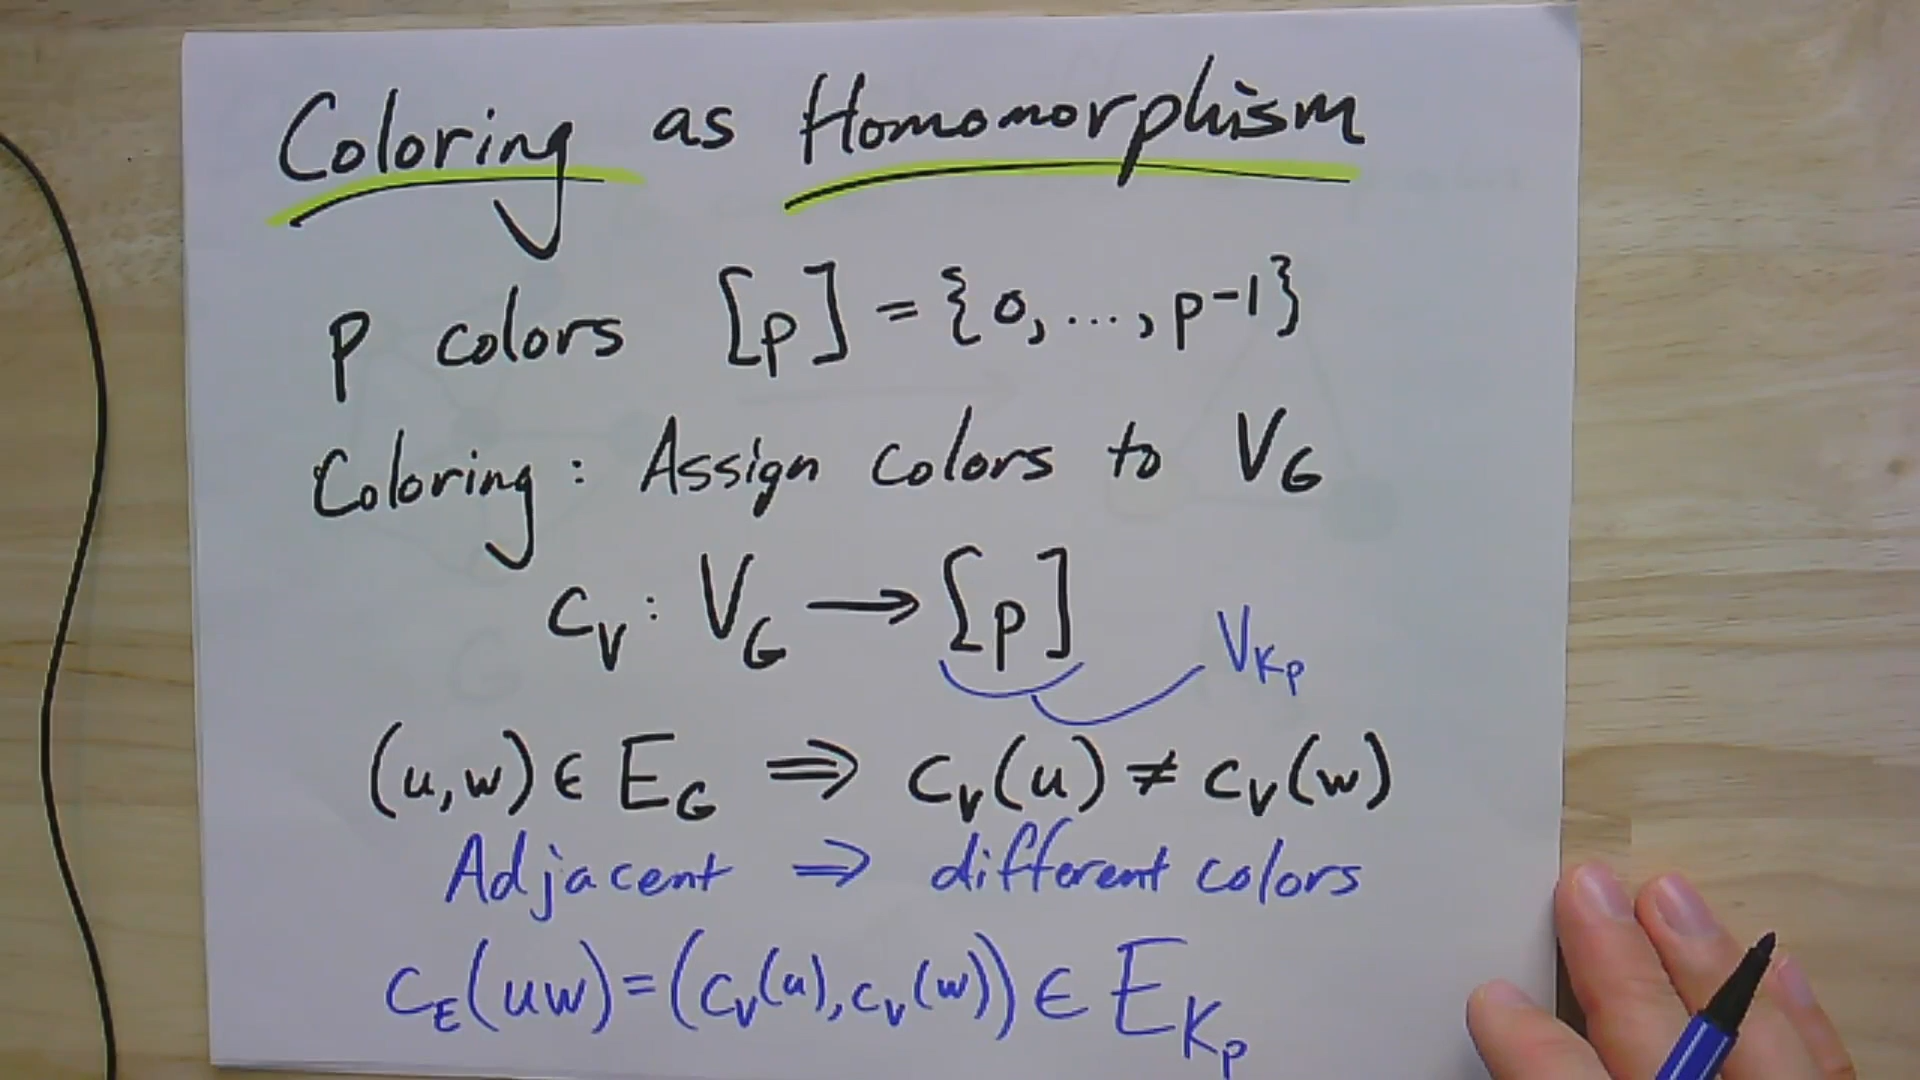 Coloring as Homomorphism
p colors [p] = {0, ..., p-1}
Coloring: Assign colors to V_G
c_V : V_G → [p]
V_{K_p}
(u,w) ∈ E_G ⇒ c_V(u) ≠ c_V(w)
Adjacent ⇒ different colors
c_E(uw) = (c_V(u), c_V(w)) ∈ E_{K_p}